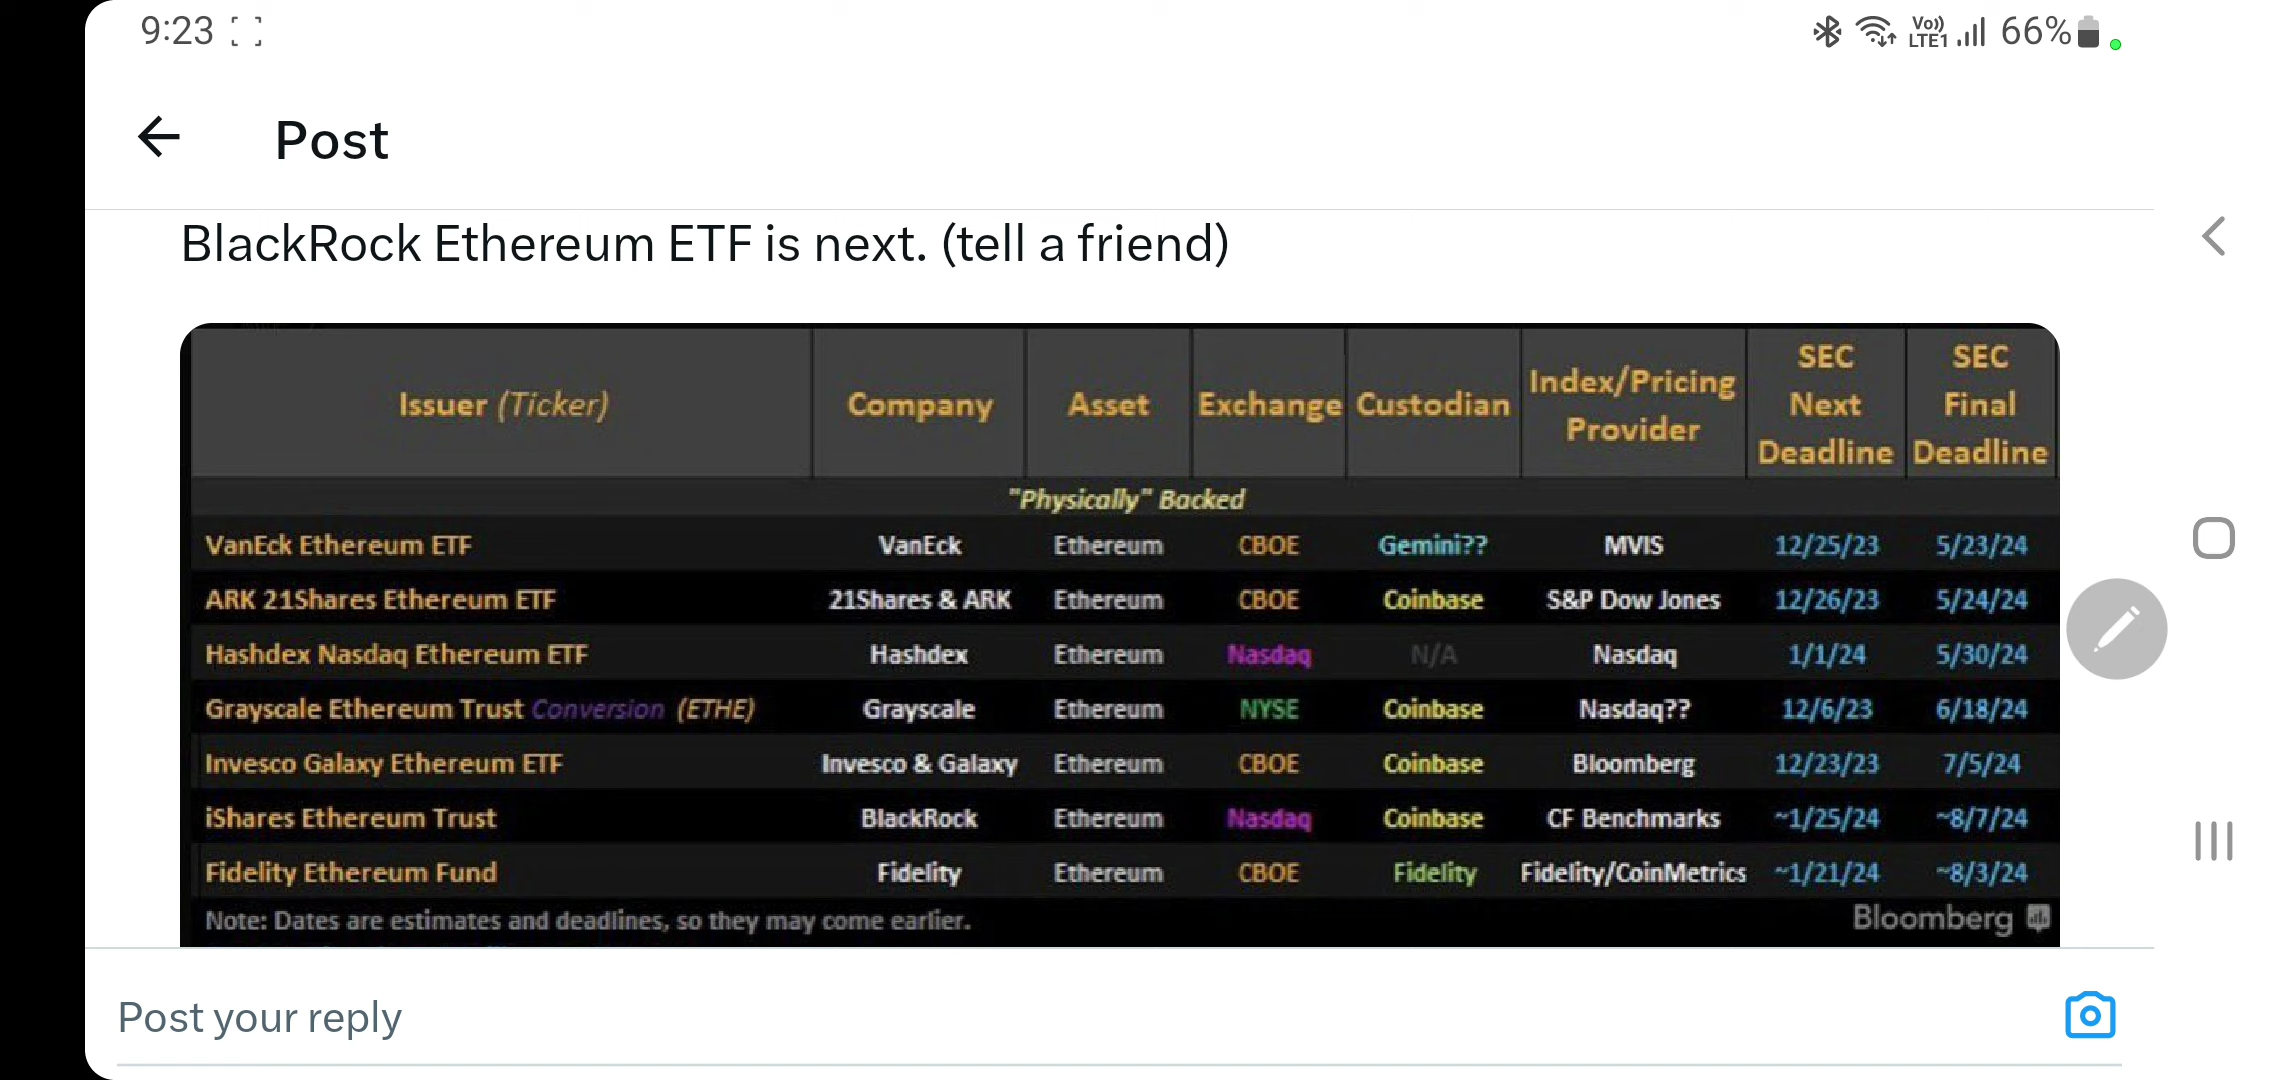 9:23
Vo)) LTE1 66%
Post
BlackRock Ethereum ETF is next. (tell a friend)
Issuer (Ticker) Company Asset Exchange Custodian Index/Pricing Provider SEC Next Deadline SEC Final Deadline
"Physically" Backed
VanEck Ethereum ETF VanEck Ethereum CBOE Gemini?? MVIS 12/25/23 5/23/24
ARK 21Shares Ethereum ETF 21Shares & ARK Ethereum CBOE Coinbase S&P Dow Jones 12/26/23 5/24/24
Hashdex Nasdaq Ethereum ETF Hashdex Ethereum Nasdaq N/A Nasdaq 1/1/24 5/30/24
Grayscale Ethereum Trust Conversion (ETHE) Grayscale Ethereum NYSE Coinbase Nasdaq?? 12/6/23 6/18/24
Invesco Galaxy Ethereum ETF Invesco & Galaxy Ethereum CBOE Coinbase Bloomberg 12/23/23 7/5/24
iShares Ethereum Trust BlackRock Ethereum Nasdaq Coinbase CF Benchmarks ~1/25/24 ~8/7/24
Fidelity Ethereum Fund Fidelity Ethereum CBOE Fidelity Fidelity/CoinMetrics ~1/21/24 ~8/3/24
Note: Dates are estimates and deadlines, so they may come earlier. Bloomberg
Post your reply